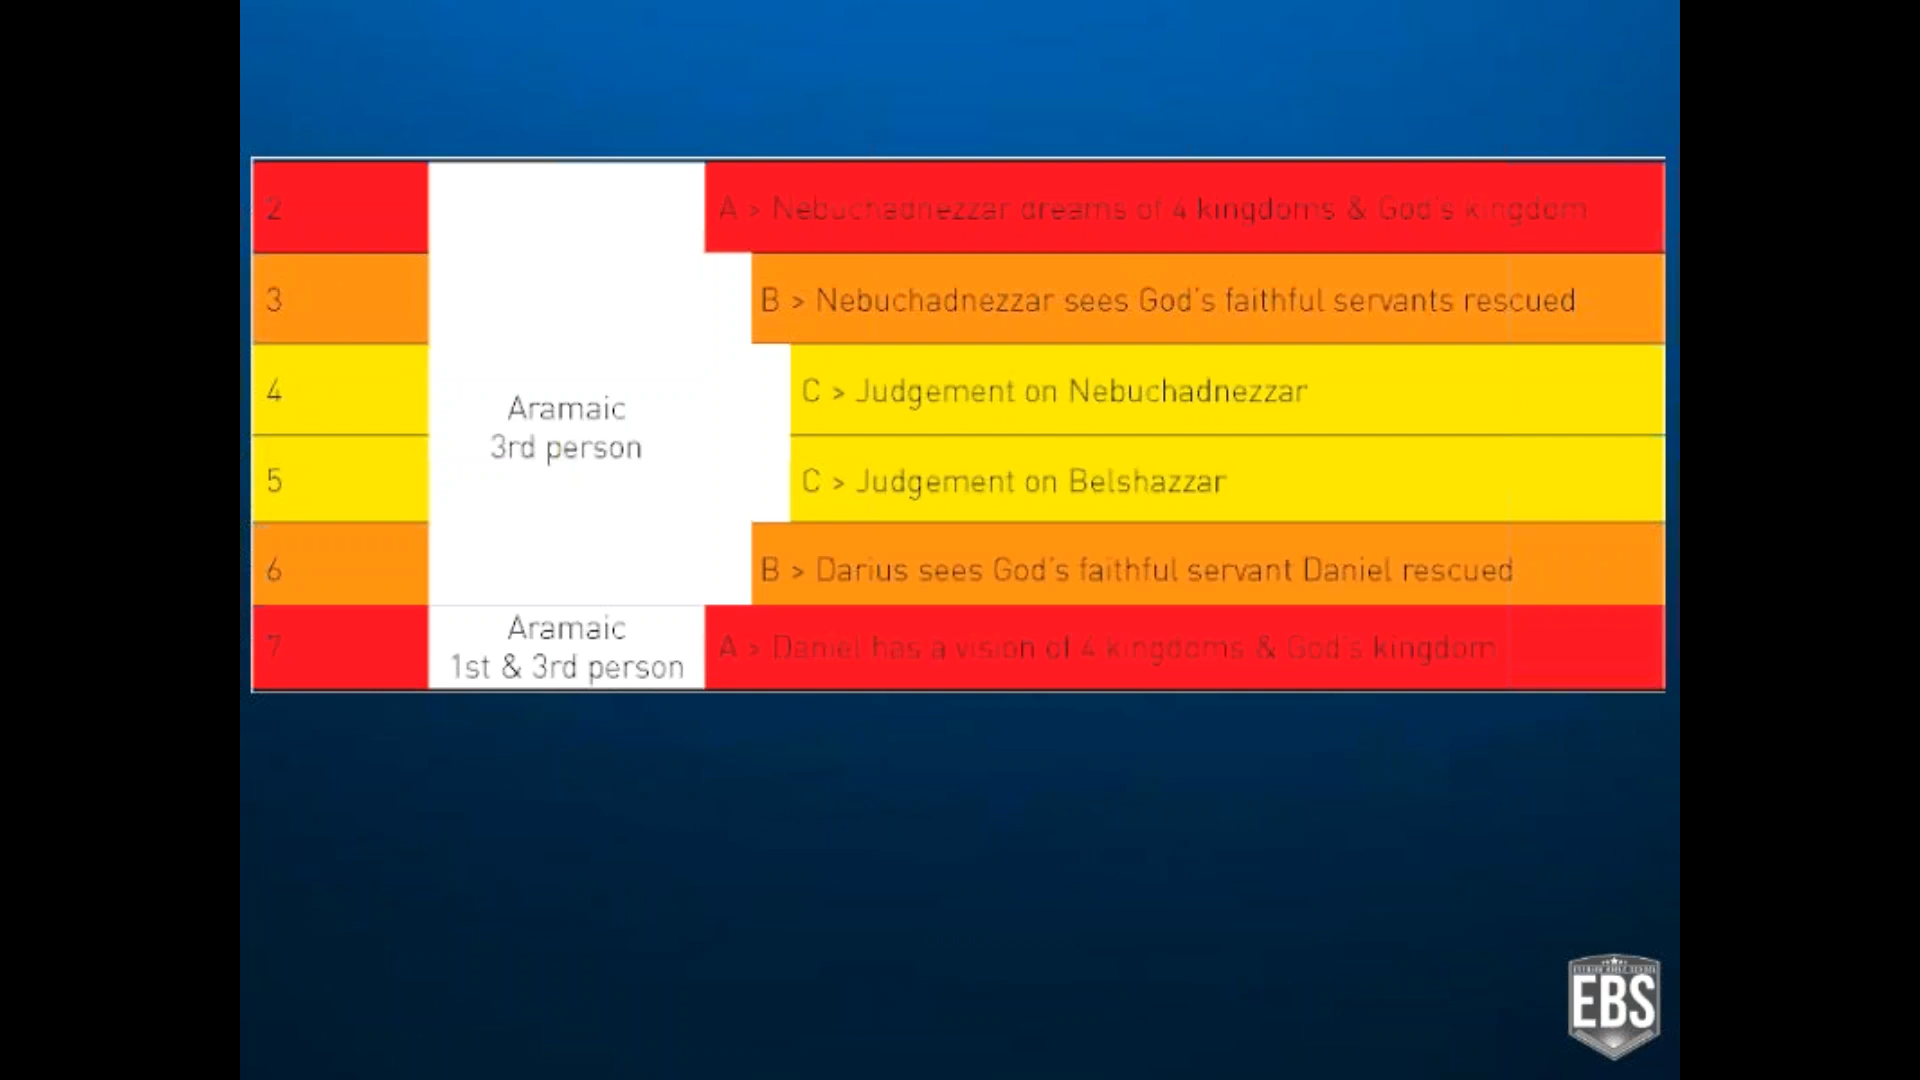 2
A > Nebuchadnezzar dreams of 4 kingdoms & God's kingdom
3
B > Nebuchadnezzar sees God's faithful servants rescued
4
C > Judgement on Nebuchadnezzar
Aramaic
3rd person
5
C > Judgement on Belshazzar
6
B > Darius sees God's faithful servant Daniel rescued
7
Aramaic
1st & 3rd person
A > Daniel has a vision of 4 kingdoms & God's kingdom
EBS